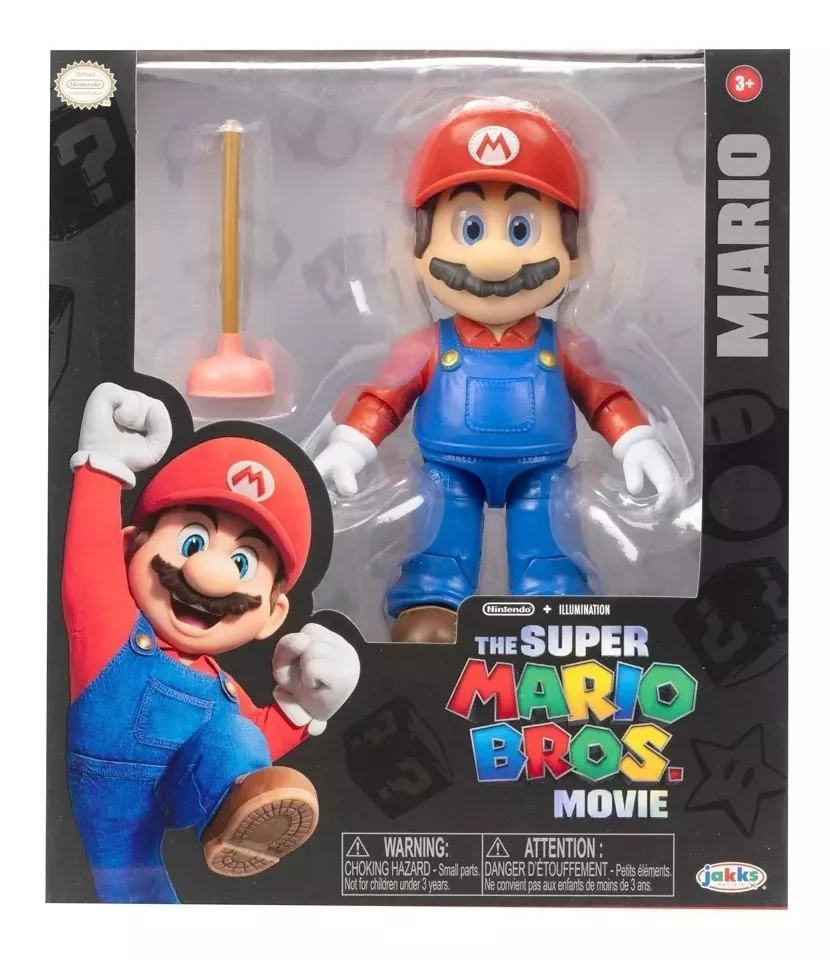 OFFICIAL
Nintendo
3+
MARIO
M
M
Nintendo + ILLUMINATION
THE SUPER
MARIO
BROS.
MOVIE
WARNING:
CHOKING HAZARD - Small parts.
Not for children under 3 years.
ATTENTION :
DANGER D'ÉTOUFFEMENT - Petits éléments.
Ne convient pas aux enfants de moins de 3 ans.
jakks
PACIFIC